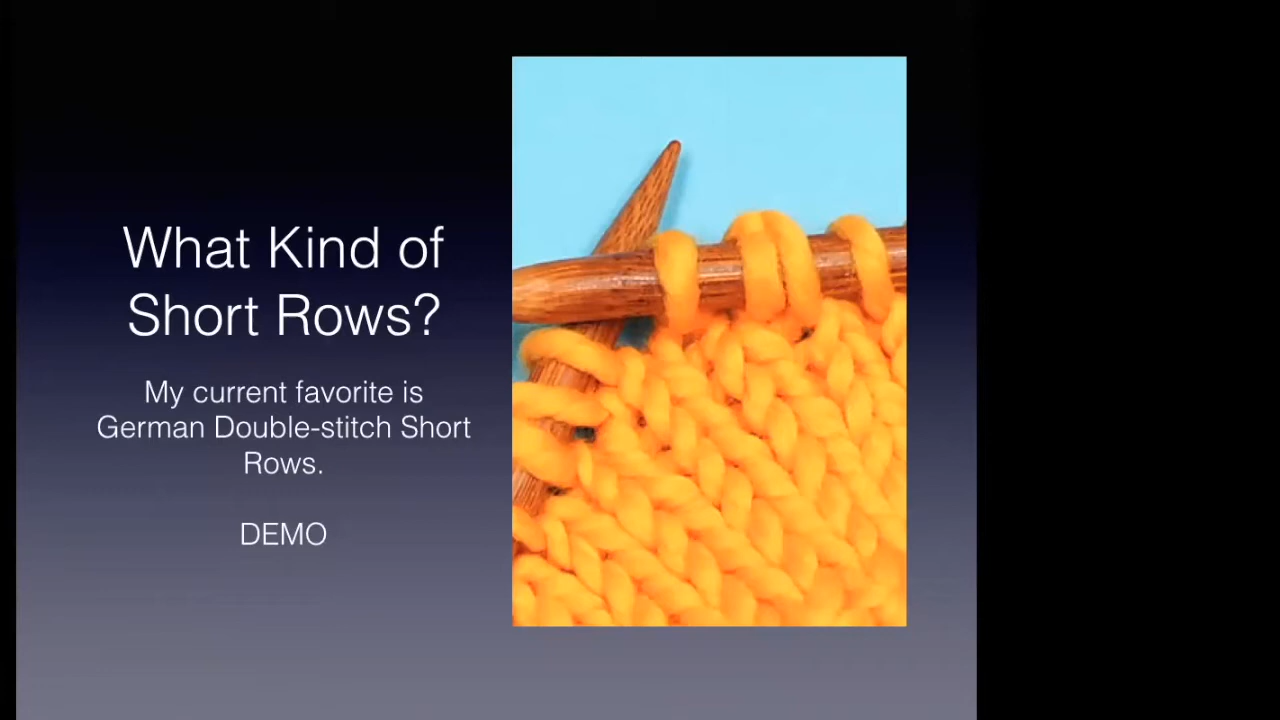 What Kind of
Short Rows?
My current favorite is
German Double-stitch Short
Rows.
DEMO